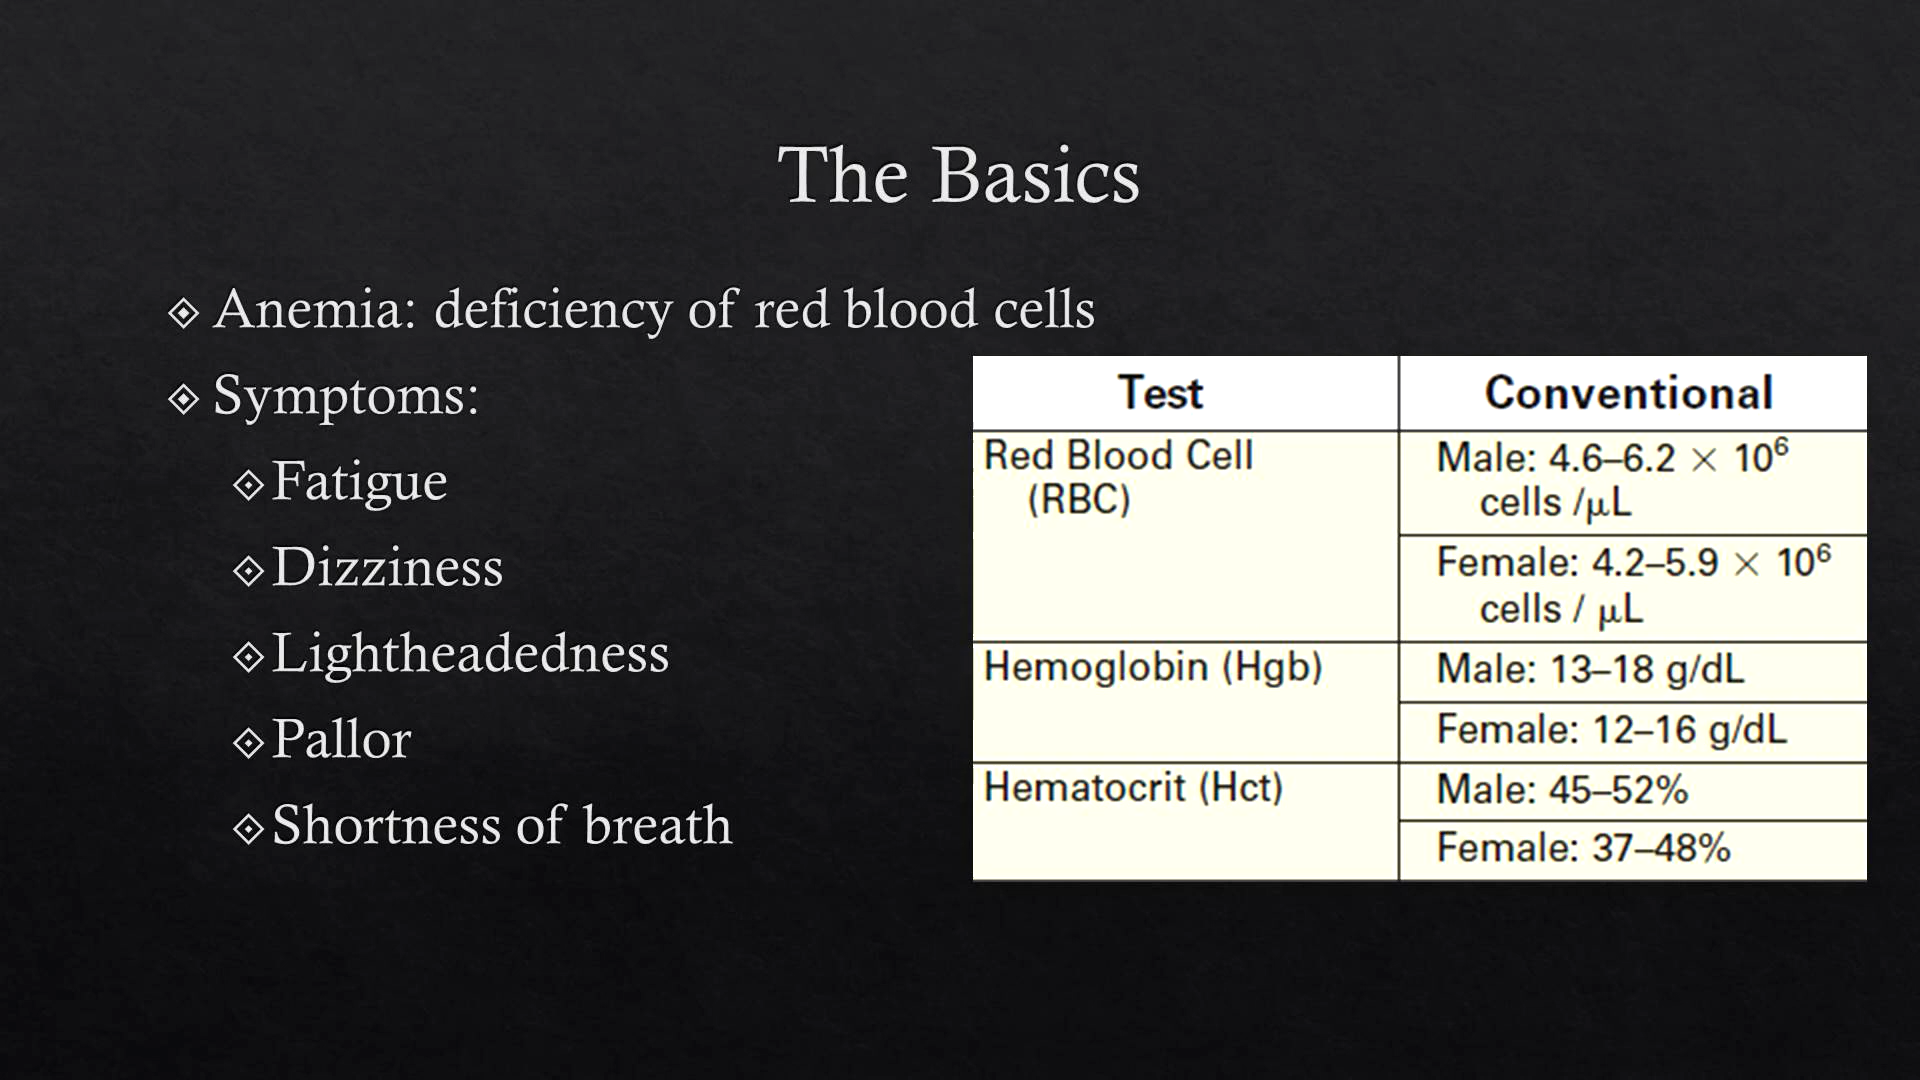 The Basics
Anemia: deficiency of red blood cells
Symptoms:
Fatigue
Dizziness
Lightheadedness
Pallor
Shortness of breath
Test Conventional
Red Blood Cell (RBC)
Male: 4.6–6.2 × 10⁶
cells /µL
Female: 4.2–5.9 × 10⁶
cells / µL
Hemoglobin (Hgb) Male: 13–18 g/dL
Female: 12–16 g/dL
Hematocrit (Hct) Male: 45–52%
Female: 37–48%